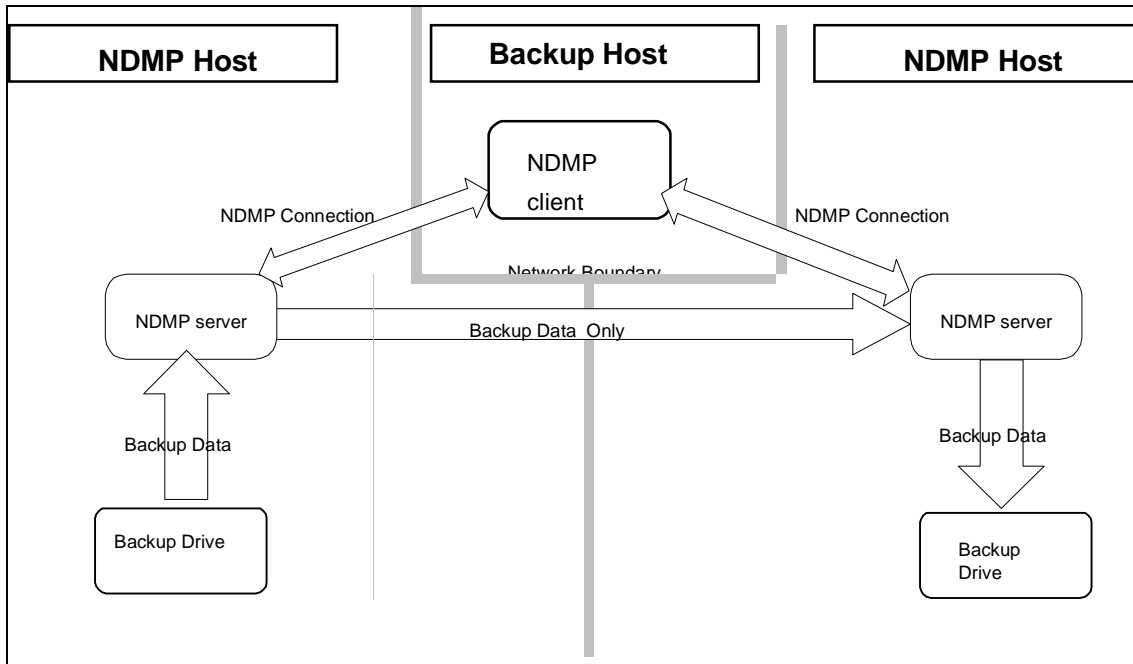 NDMP Host
Backup Host
NDMP Host
NDMP
client
NDMP Connection
NDMP Connection
Network Boundary
NDMP server
Backup Data Only
NDMP server
Backup Data
Backup Data
Backup Drive
Backup
Drive